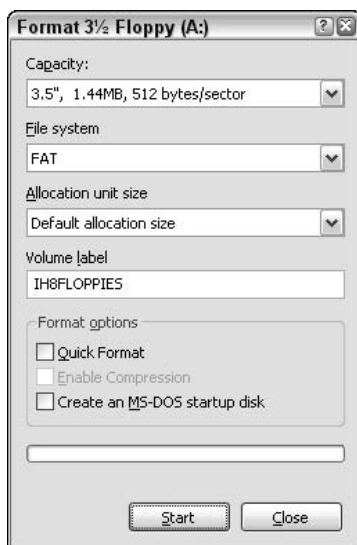 Format 3½ Floppy (A:)
Capacity:
3.5", 1.44MB, 512 bytes/sector
File system
FAT
Allocation unit size
Default allocation size
Volume label
IH8FLOPPIES
Format options
Quick Format
Enable Compression
Create an MS-DOS startup disk
Start Close